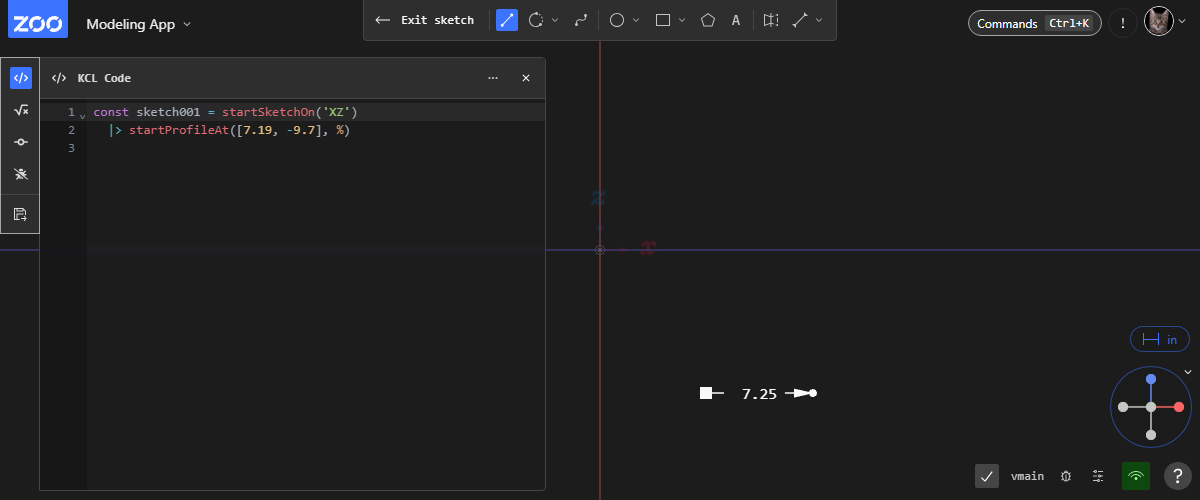 ZOO
Modeling App
Exit sketch
A
Commands Ctrl+K
!
KCL Code
...
1 const sketch001 = startSketchOn('XZ')
2 |> startProfileAt([7.19, -9.7], %)
3
z
x
in
7.25
vmain
?